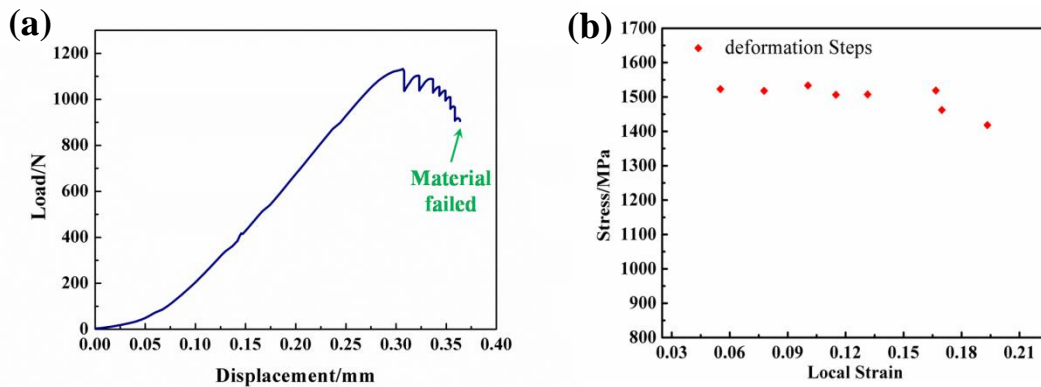 (a)
1200
1000
800
600
400
200
0
Load/N
Material
failed
0.00 0.05 0.10 0.15 0.20 0.25 0.30 0.35 0.40
Displacement/mm
(b)
1700
1600
1500
1400
1300
1200
1100
1000
900
800
Stress/MPa
deformation Steps
0.03 0.06 0.09 0.12 0.15 0.18 0.21
Local Strain